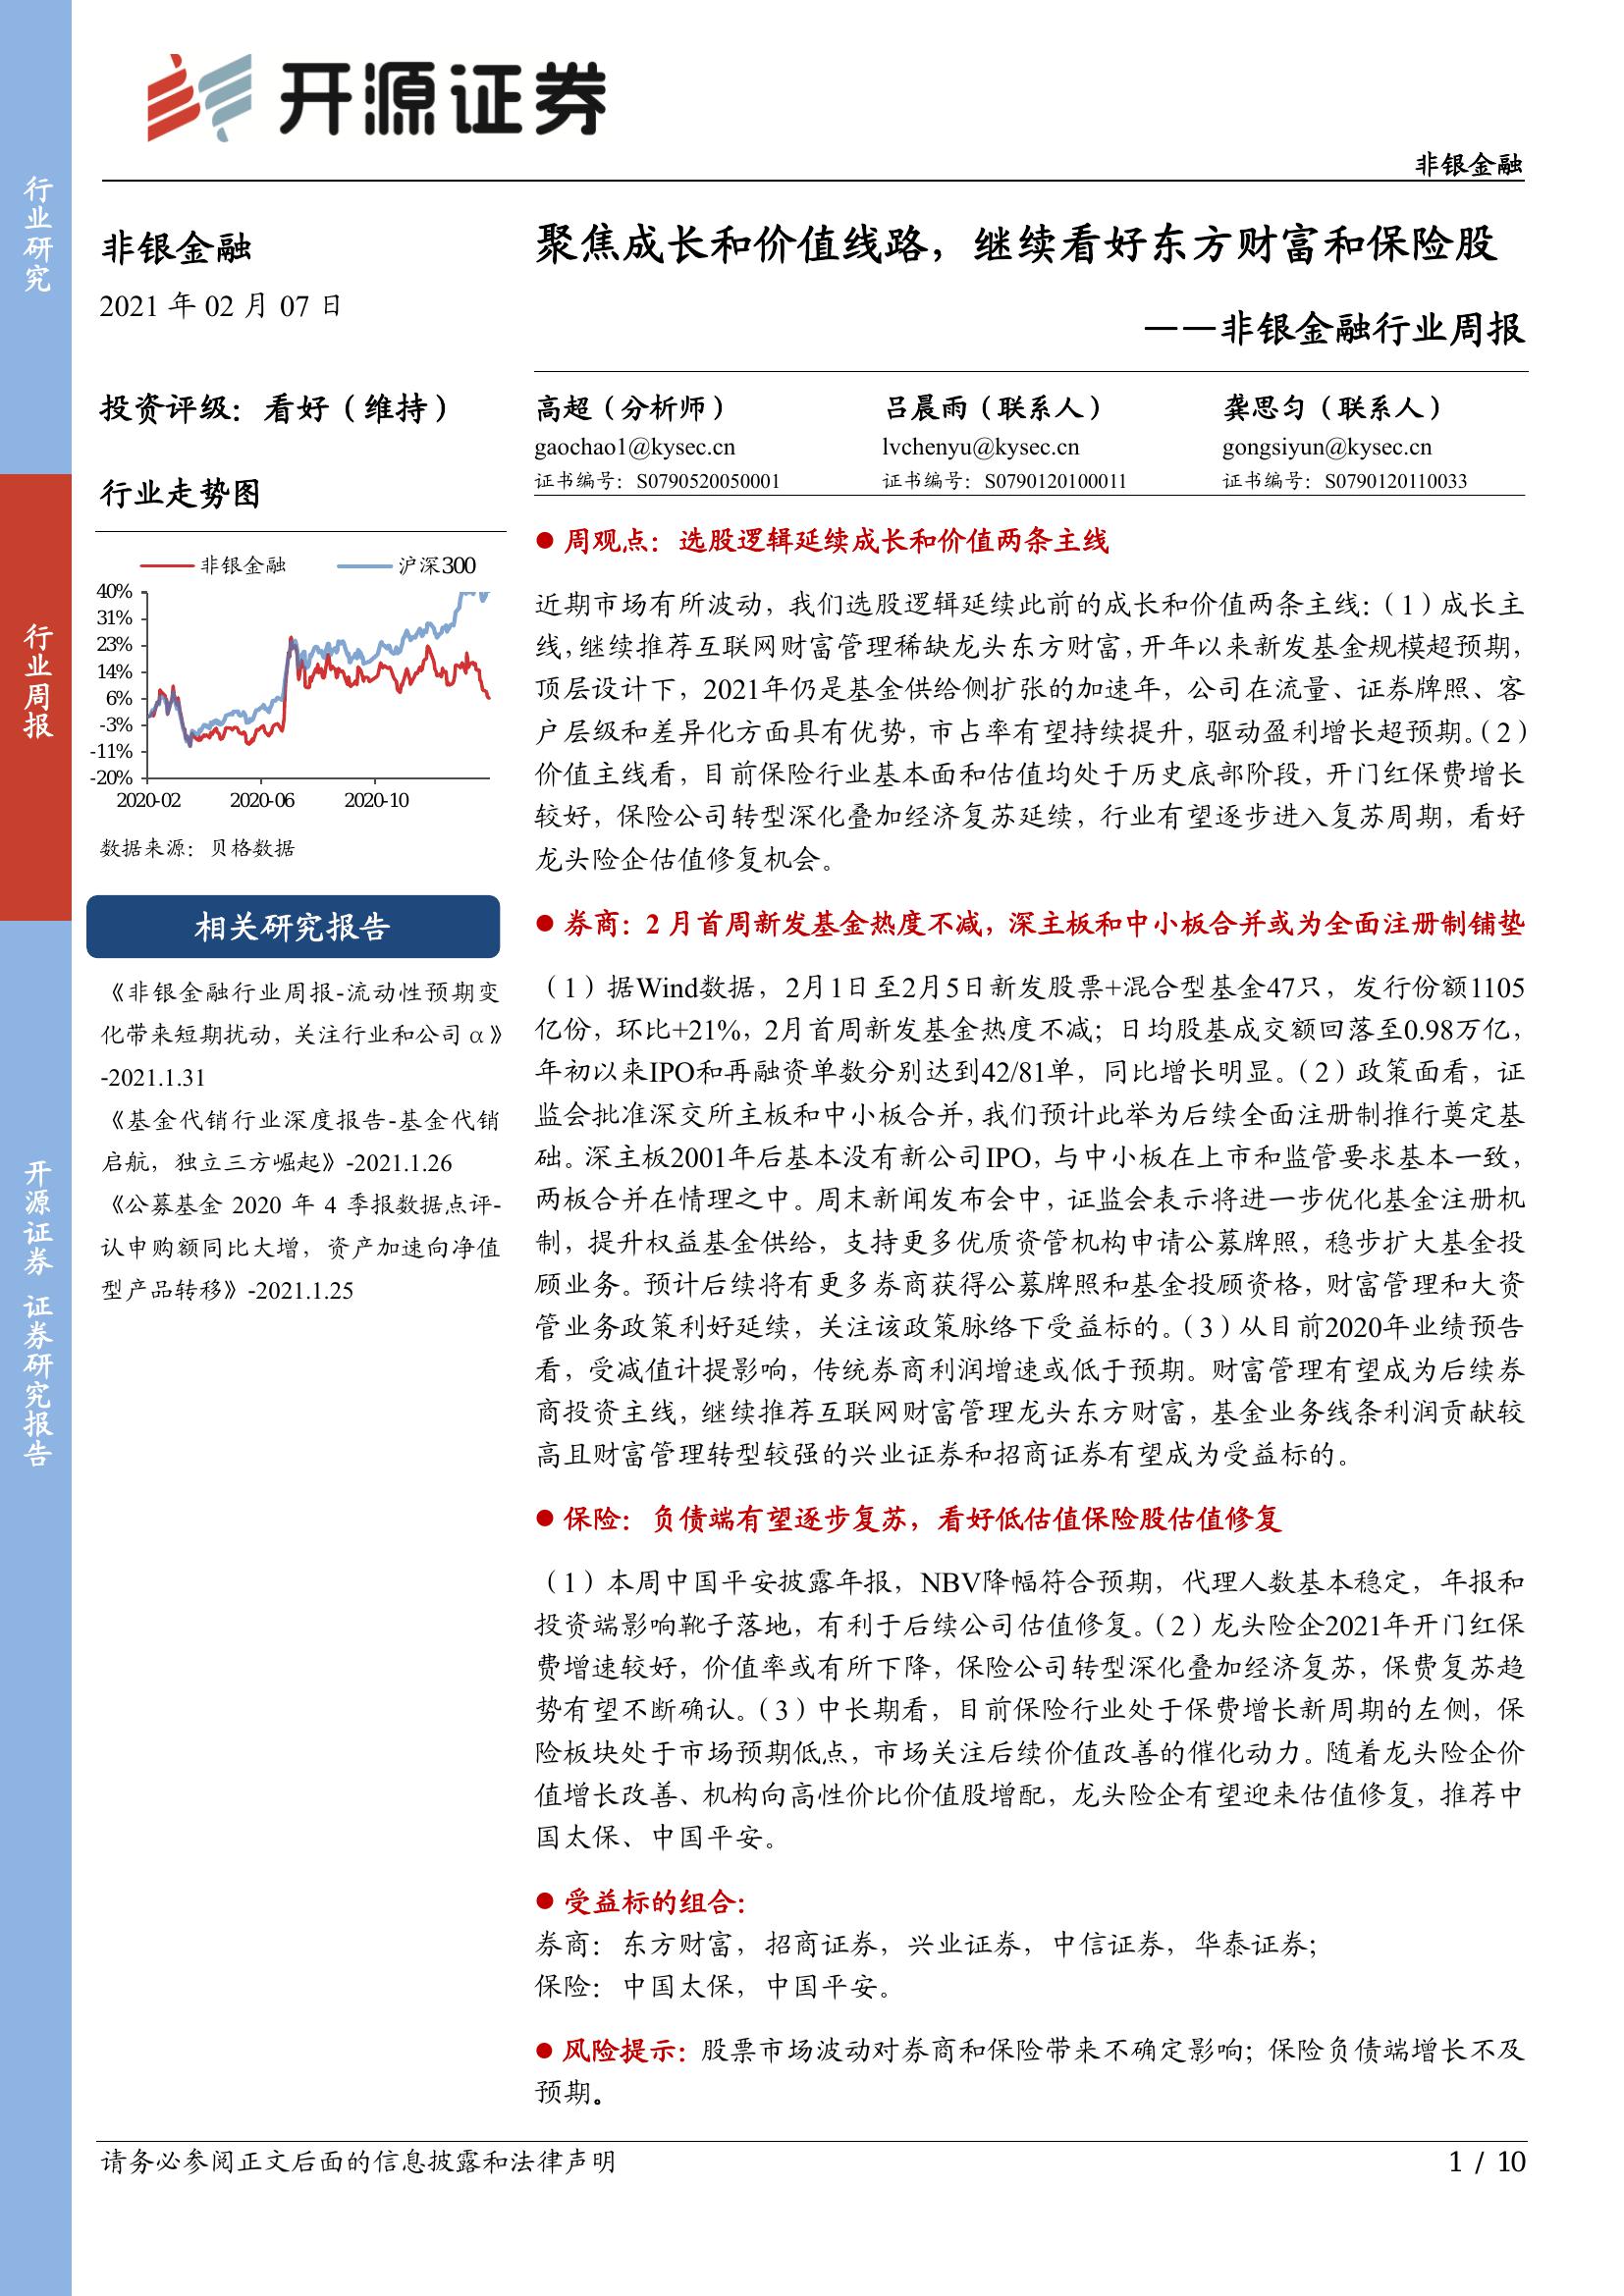 开源证券
非银金融
行业研究
行业周报
开源证券 证券研究报告
非银金融
2021 年 02 月 07 日
投资评级：看好（维持）
行业走势图
非银金融 沪深300
40%
31%
23%
14%
6%
-3%
-11%
-20%
2020-02 2020-06 2020-10
数据来源：贝格数据
相关研究报告
《非银金融行业周报-流动性预期变
化带来短期扰动，关注行业和公司 α》
-2021.1.31
《基金代销行业深度报告-基金代销
启航，独立三方崛起》-2021.1.26
《公募基金 2020 年 4 季报数据点评-
认申购额同比大增，资产加速向净值
型产品转移》-2021.1.25
聚焦成长和价值线路，继续看好东方财富和保险股
——非银金融行业周报
高超（分析师） 吕晨雨（联系人） 龚思匀（联系人）
gaochao1@kysec.cn lvchenyu@kysec.cn gongsiyun@kysec.cn
证书编号：S0790520050001 证书编号：S0790120100011 证书编号：S0790120110033
● 周观点：选股逻辑延续成长和价值两条主线
近期市场有所波动，我们选股逻辑延续此前的成长和价值两条主线：（1）成长主
线，继续推荐互联网财富管理稀缺龙头东方财富，开年以来新发基金规模超预期，
顶层设计下，2021年仍是基金供给侧扩张的加速年，公司在流量、证券牌照、客
户层级和差异化方面具有优势，市占率有望持续提升，驱动盈利增长超预期。（2）
价值主线看，目前保险行业基本面和估值均处于历史底部阶段，开门红保费增长
较好，保险公司转型深化叠加经济复苏延续，行业有望逐步进入复苏周期，看好
龙头险企估值修复机会。
● 券商：2 月首周新发基金热度不减，深主板和中小板合并或为全面注册制铺垫
（1）据Wind数据，2月1日至2月5日新发股票+混合型基金47只，发行份额1105
亿份，环比+21%，2月首周新发基金热度不减；日均股基成交额回落至0.98万亿，
年初以来IPO和再融资单数分别达到42/81单，同比增长明显。（2）政策面看，证
监会批准深交所主板和中小板合并，我们预计此举为后续全面注册制推行奠定基
础。深主板2001年后基本没有新公司IPO，与中小板在上市和监管要求基本一致，
两板合并在情理之中。周末新闻发布会中，证监会表示将进一步优化基金注册机
制，提升权益基金供给，支持更多优质资管机构申请公募牌照，稳步扩大基金投
顾业务。预计后续将有更多券商获得公募牌照和基金投顾资格，财富管理和大资
管业务政策利好延续，关注该政策脉络下受益标的。（3）从目前2020年业绩预告
看，受减值计提影响，传统券商利润增速或低于预期。财富管理有望成为后续券
商投资主线，继续推荐互联网财富管理龙头东方财富，基金业务线条利润贡献较
高且财富管理转型较强的兴业证券和招商证券有望成为受益标的。
● 保险：负债端有望逐步复苏，看好低估值保险股估值修复
（1）本周中国平安披露年报，NBV降幅符合预期，代理人数基本稳定，年报和
投资端影响靴子落地，有利于后续公司估值修复。（2）龙头险企2021年开门红保
费增速较好，价值率或有所下降，保险公司转型深化叠加经济复苏，保费复苏趋
势有望不断确认。（3）中长期看，目前保险行业处于保费增长新周期的左侧，保
险板块处于市场预期低点，市场关注后续价值改善的催化动力。随着龙头险企价
值增长改善、机构向高性价比价值股增配，龙头险企有望迎来估值修复，推荐中
国太保、中国平安。
● 受益标的组合：
券商：东方财富，招商证券，兴业证券，中信证券，华泰证券；
保险：中国太保，中国平安。
● 风险提示：股票市场波动对券商和保险带来不确定影响；保险负债端增长不及
预期。
请务必参阅正文后面的信息披露和法律声明 1 / 10